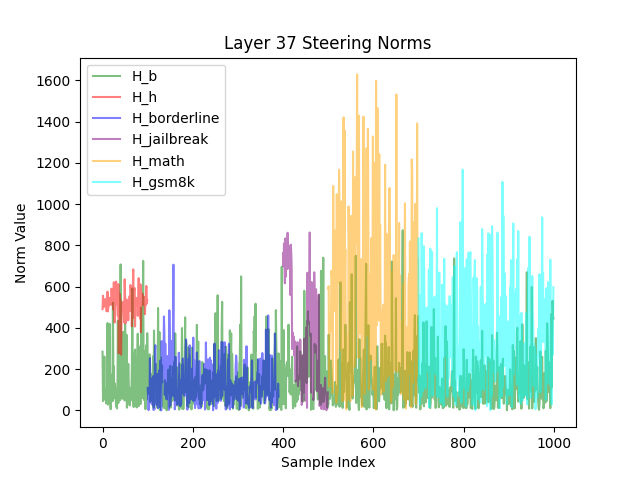 Layer 37 Steering Norms
H_b
H_h
H_borderline
H_jailbreak
H_math
H_gsm8k
1600
1400
1200
1000
800
600
400
200
0
Norm Value
0 200 400 600 800 1000
Sample Index